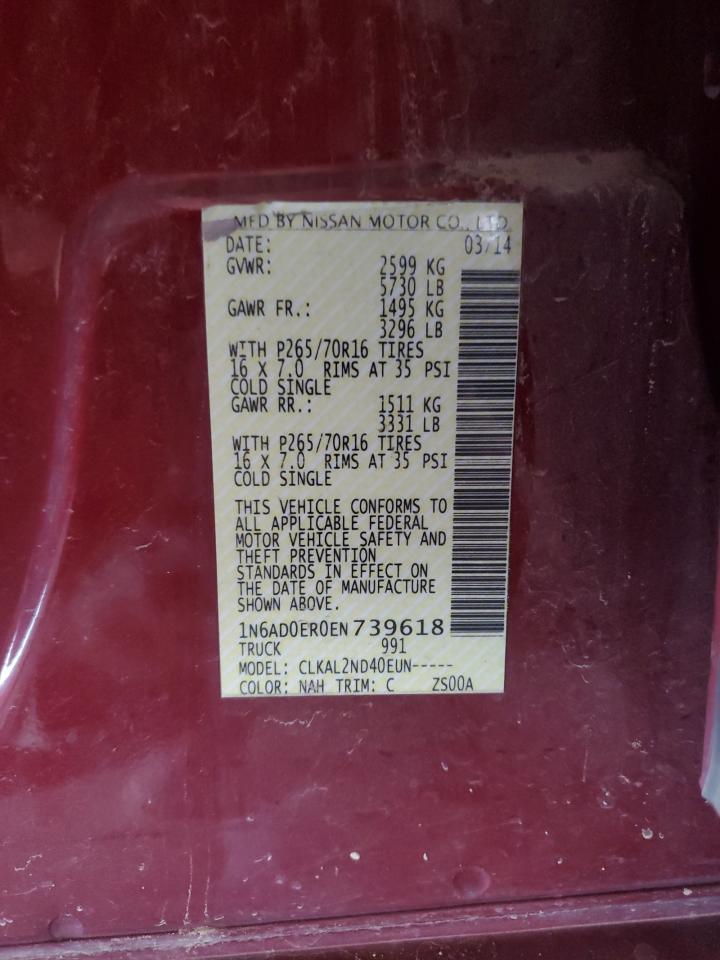 MFD BY NISSAN MOTOR CO., LTD.
DATE: 03/14
GVWR: 2599 KG
5730 LB
GAWR FR.: 1495 KG
3296 LB
WITH P265/70R16 TIRES
16 X 7.0 RIMS AT 35 PSI
COLD SINGLE
GAWR RR.: 1511 KG
3331 LB
WITH P265/70R16 TIRES
16 X 7.0 RIMS AT 35 PSI
COLD SINGLE
THIS VEHICLE CONFORMS TO
ALL APPLICABLE FEDERAL
MOTOR VEHICLE SAFETY AND
THEFT PREVENTION
STANDARDS IN EFFECT ON
THE DATE OF MANUFACTURE
SHOWN ABOVE.
1N6AD0ER0EN739618
TRUCK 991
MODEL: CLKAL2ND40EUN-----
COLOR: NAH TRIM: C ZS00A